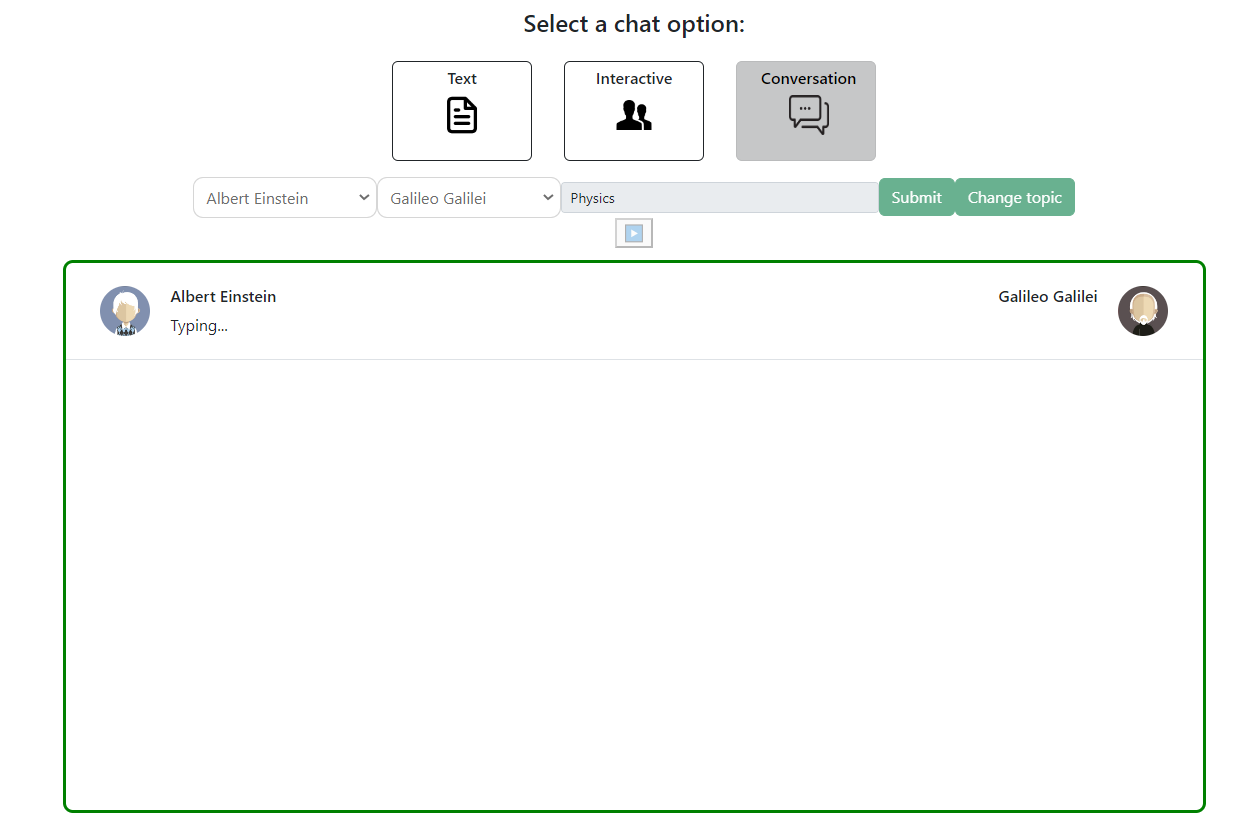 Select a chat option:
Text
Interactive
Conversation
Albert Einstein
Galileo Galilei
Physics
Submit
Change topic
Albert Einstein
Galileo Galilei
Typing...